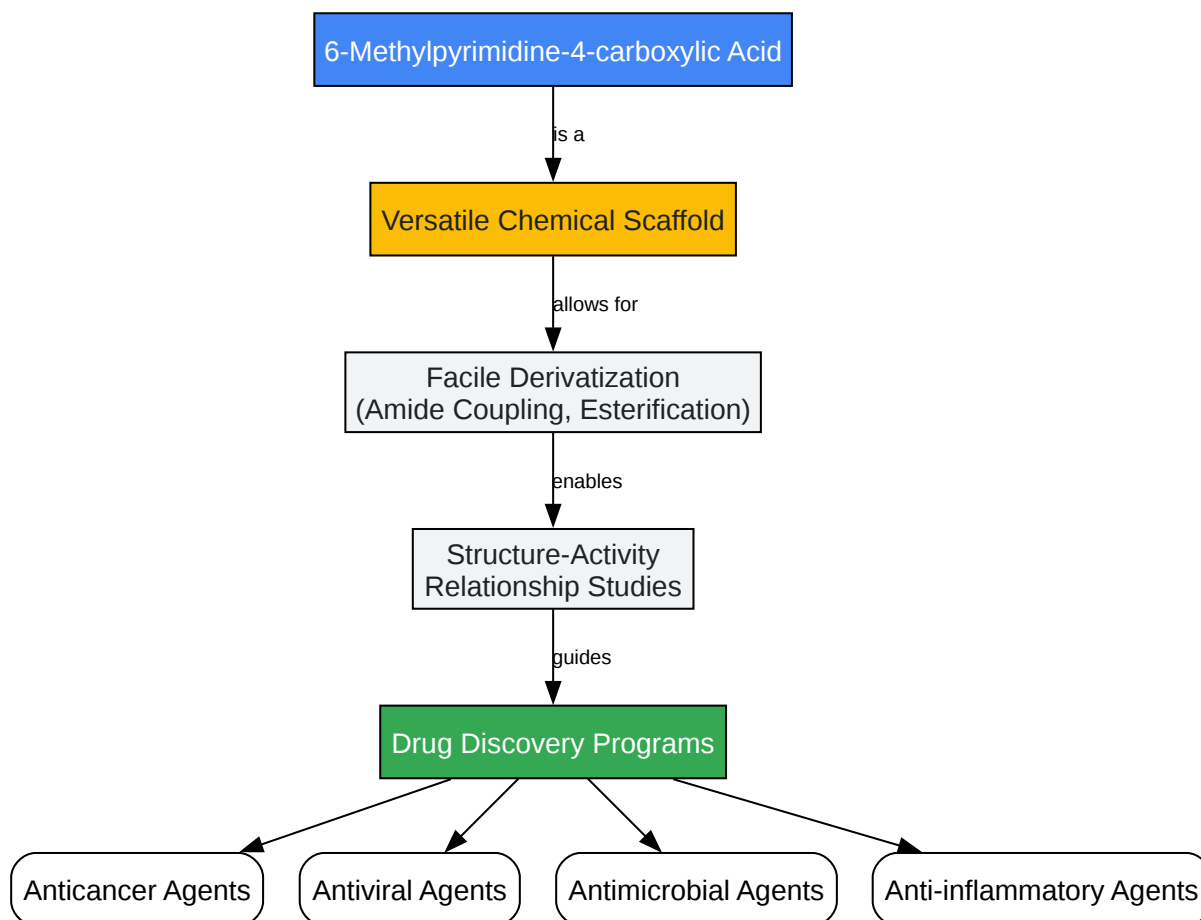 6-Methylpyrimidine-4-carboxylic Acid
is a
Versatile Chemical Scaffold
allows for
Facile Derivatization
(Amide Coupling, Esterification)
enables
Structure-Activity
Relationship Studies
guides
Drug Discovery Programs
Anticancer Agents
Antiviral Agents
Antimicrobial Agents
Anti-inflammatory Agents